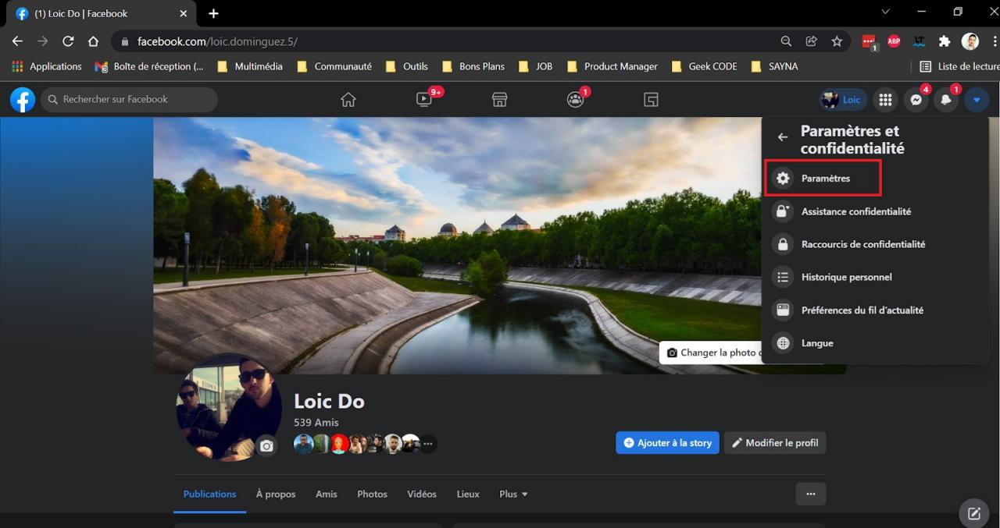 (1) Loic Do | Facebook
facebook.com/loic.dominguez.5/
ABP
1
Applications
Boîte de réception (...
Multimédia
Communauté
Outils
Bons Plans
JOB
Product Manager
Geek CODE
SAYNA
Liste de lecture
Rechercher sur Facebook
9+
1
Loic
4
1
Paramètres et
confidentialité
Paramètres
Assistance confidentialité
Raccourcis de confidentialité
Historique personnel
Préférences du fil d'actualité
Langue
Changer la photo
Loic Do
539 Amis
Ajouter à la story
Modifier le profil
Publications
À propos
Amis
Photos
Vidéos
Lieux
Plus